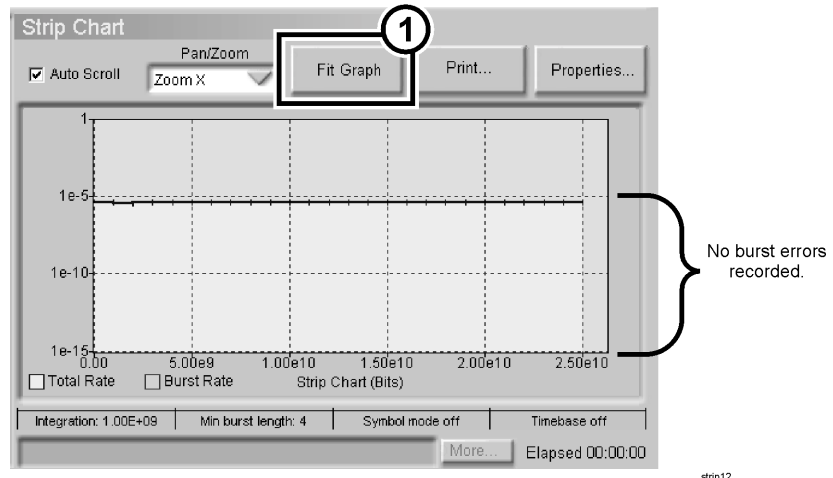 Strip Chart
1
Auto Scroll
Pan/Zoom
Zoom X
Fit Graph
Print...
Properties...
1
1e-5
1e-10
1e-15
0.00 5.00e9 1.00e10 1.50e10 2.00e10 2.50e10
Total Rate Burst Rate Strip Chart (Bits)
No burst errors
recorded.
Integration: 1.00E+09 Min burst length: 4 Symbol mode off Timebase off
More... Elapsed 00:00:00
strip12